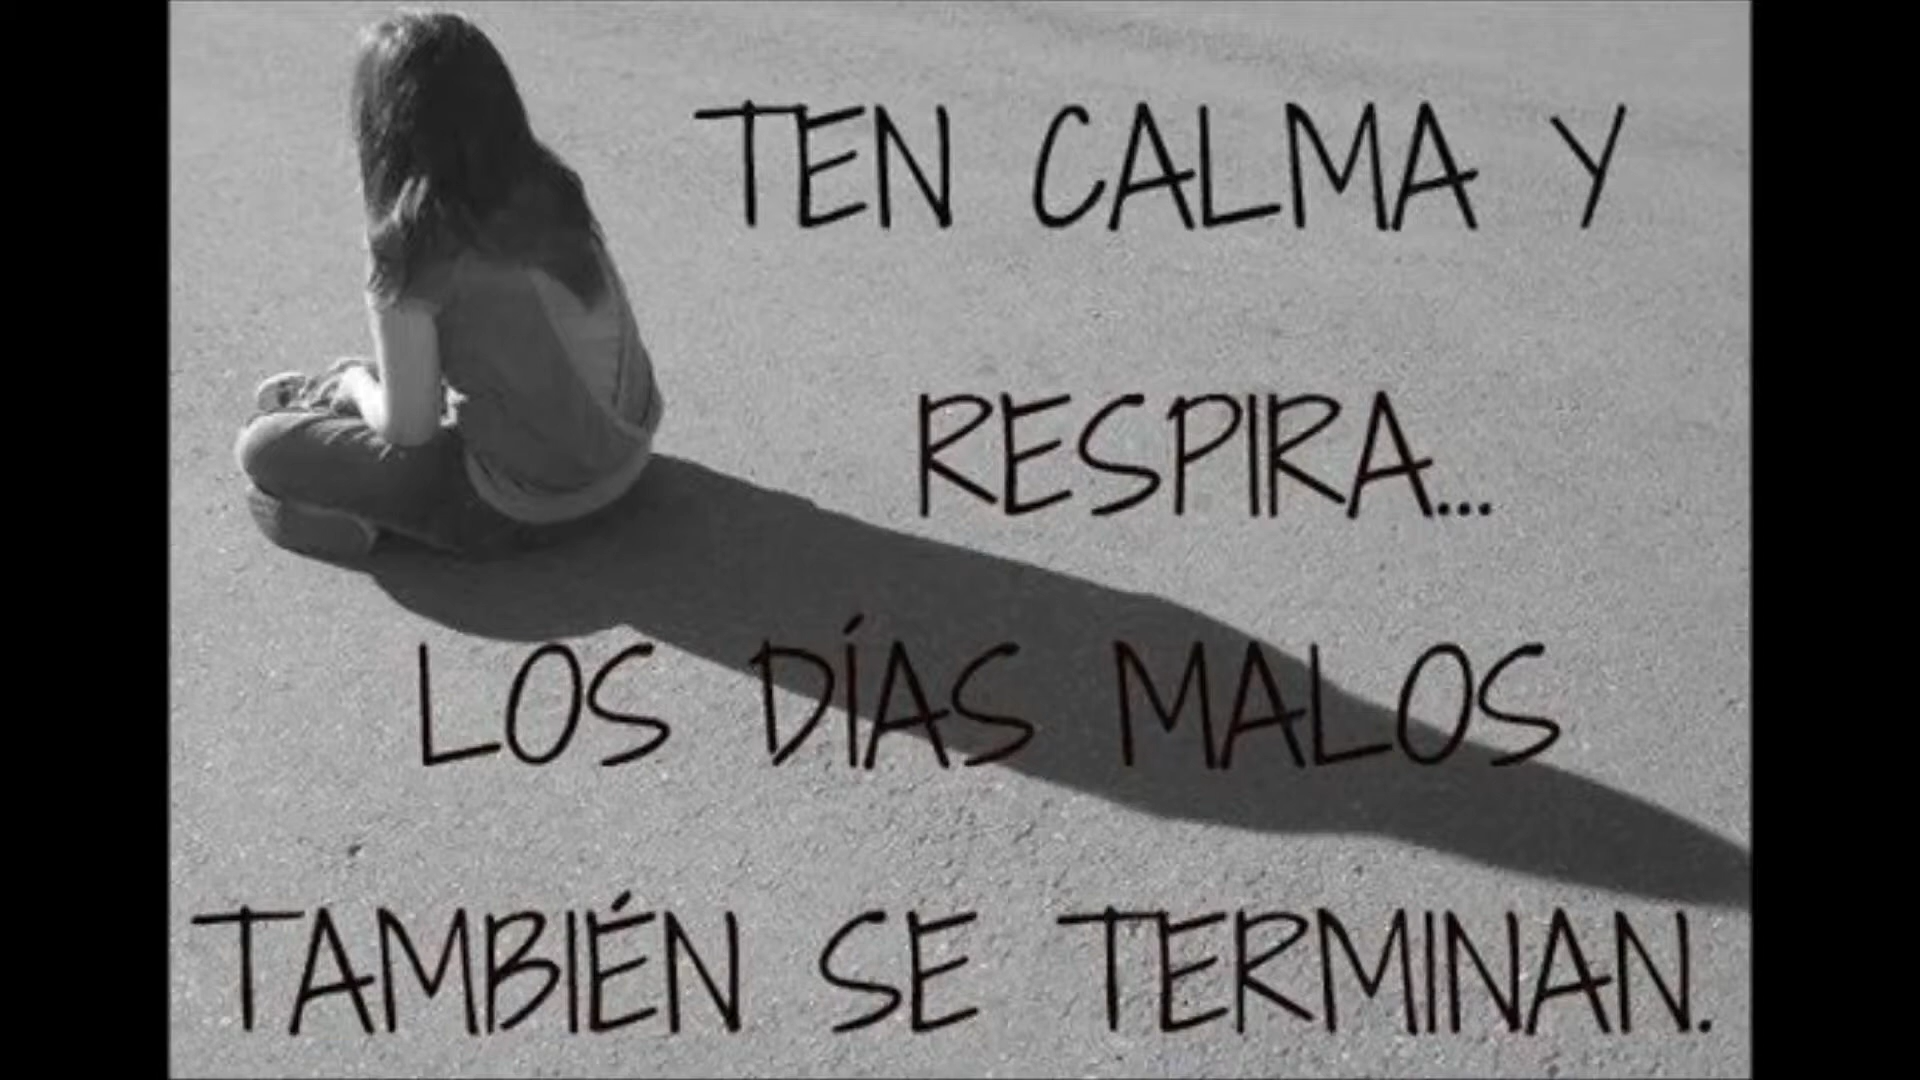 TEN CALMA Y
RESPIRA...
LOS DÍAS MALOS
TAMBIÉN SE TERMINAN.